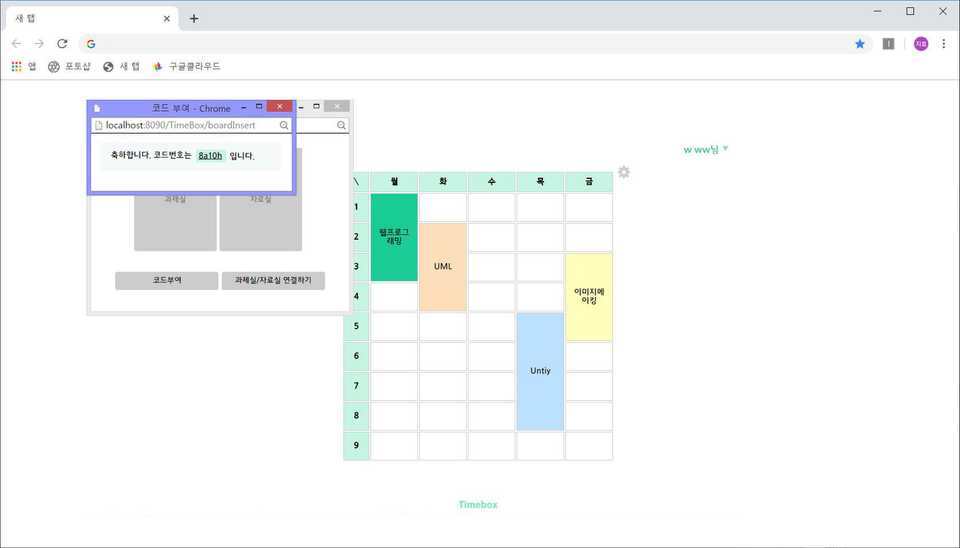 새 탭
앱 포토샵 새 탭 구글클라우드
코드 부여 - Chrome
localhost:8090/TimeBox/boardInsert
축하합니다. 코드번호는 8a10h 입니다.
과제실 자료실
코드부여 과제실/자료실 연결하기
w ww님
\ 월 화 수 목 금
1
웹프로그
래밍
2
UML
3
이미지메
이킹
4
5
6
Untiy
7
8
9
Timebox